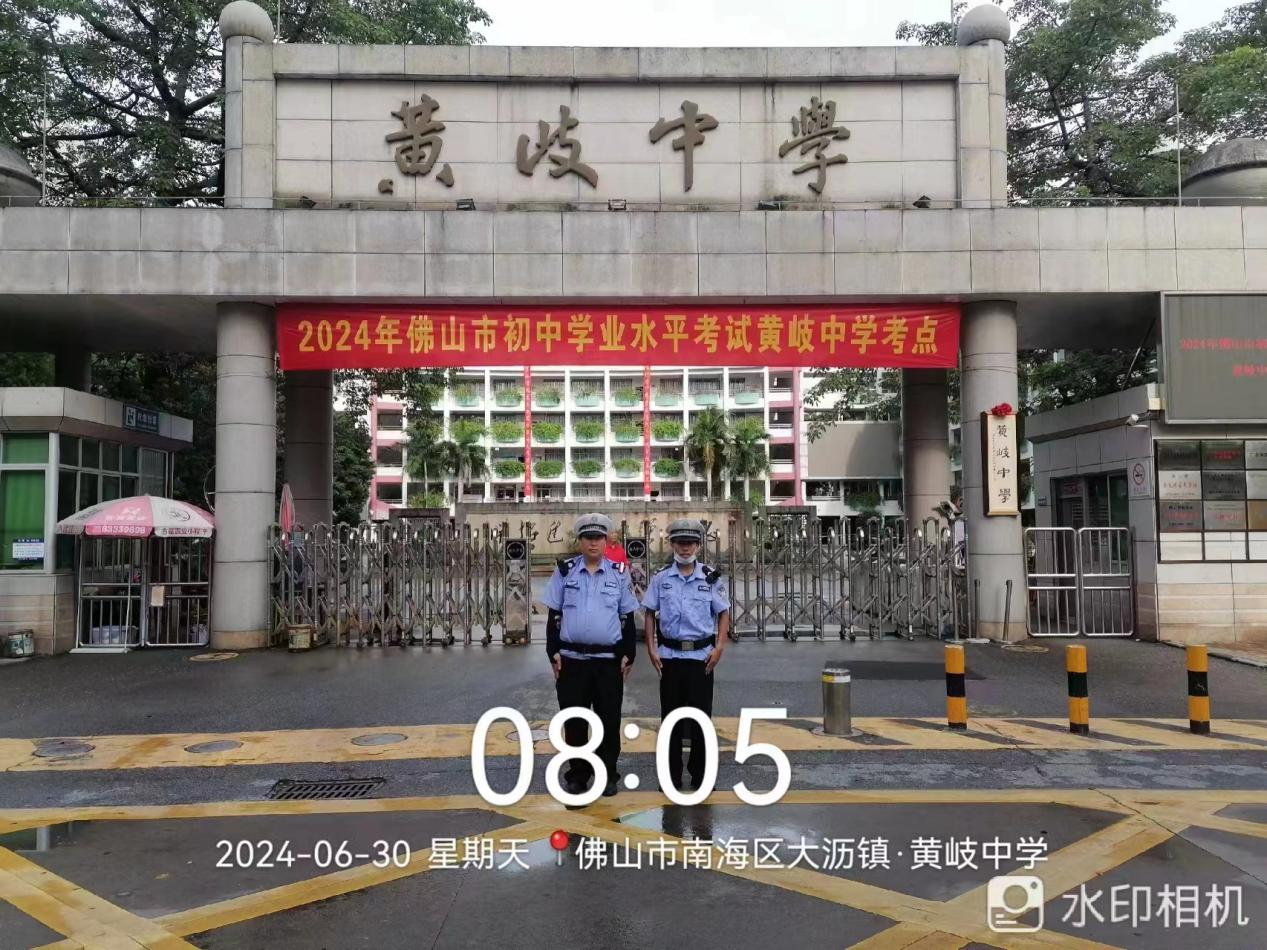 黄岐中學
2024年佛山市初中学业水平考试黄岐中学考点
黄岐中學
63230698
08:05
2024-06-30 星期天 佛山市南海区大沥镇·黄岐中学
水印相机